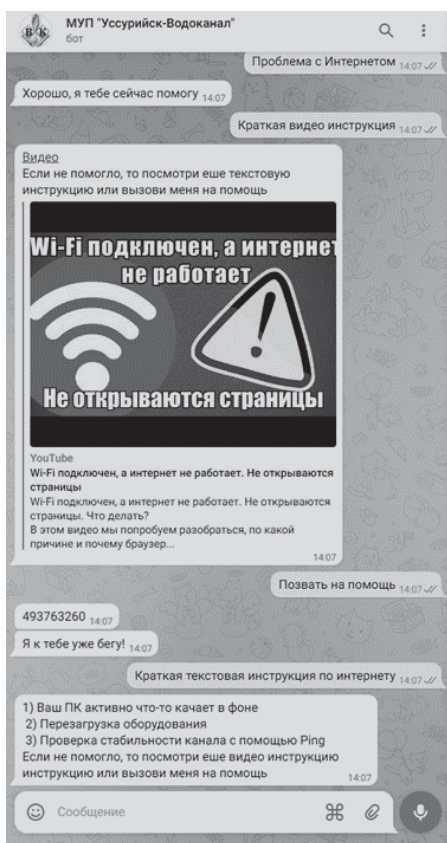 МУП "Уссурийск-Водоканал"
бот
Проблема с Интернетом 14:07
Хорошо, я тебе сейчас помогу 14:07
Краткая видео инструкция 14:07
Видео
Если не помогло, то посмотри еше текстовую
инструкцию или вызови меня на помощь
Wi-Fi подключен, а интернет
не работает
Не открываются страницы
YouTube
Wi-Fi подключен, а интернет не работает. Не открываются
страницы
Wi-Fi подключен, а интернет не работает. Не открываются
страницы. Что делать?
В этом видео мы попробуем разобраться, по какой
причине и почему браузер...
14:07
Позвать на помощь 14:07
493763260 14:07
Я к тебе уже бегу! 14:07
Краткая текстовая инструкция по интернету 14:07
1) Ваш ПК активно что-то качает в фоне
2) Перезагрузка оборудования
3) Проверка стабильности канала с помощью Ping
Если не помогло, то посмотри еше видео инструкцию
инструкцию или вызови меня на помощь 14:07
Сообщение